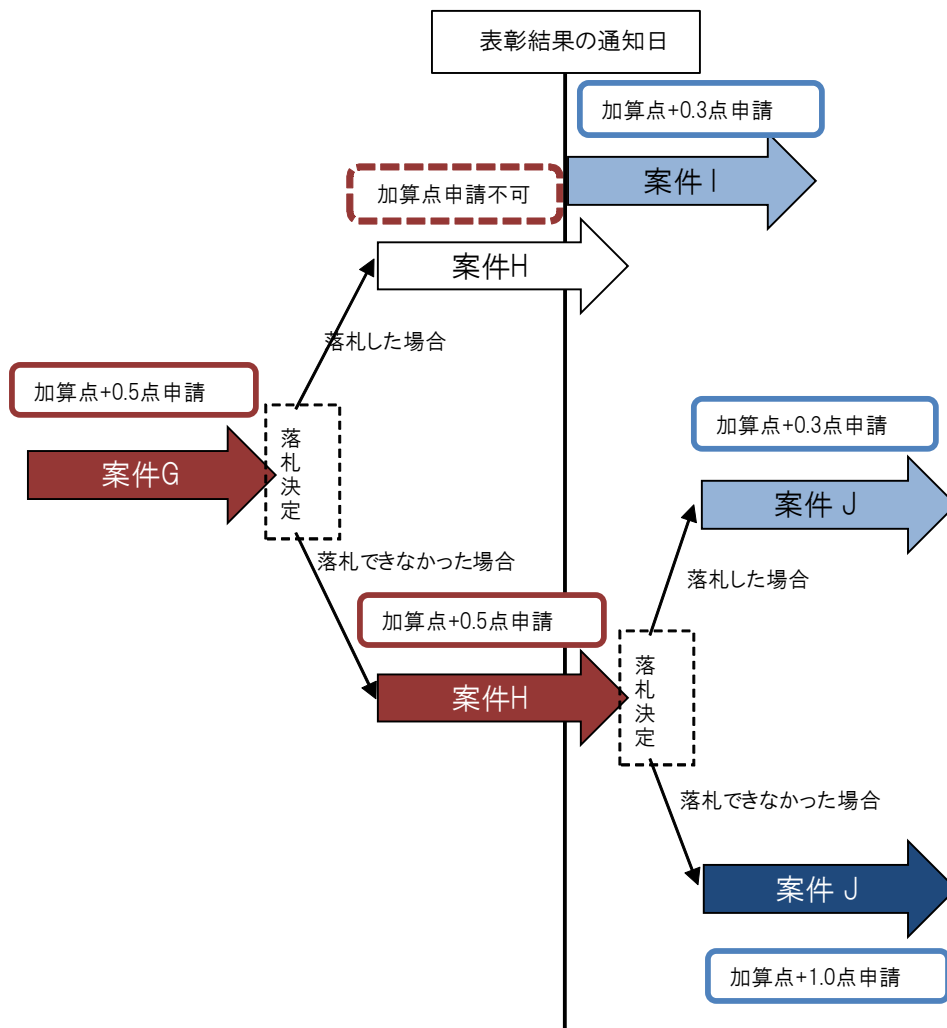 表彰結果の通知日
加算点+0.3点申請
案件I
加算点申請不可
案件H
落札した場合
加算点+0.5点申請
案件G
落札決定
落札できなかった場合
加算点+0.5点申請
案件H
落札決定
加算点+0.3点申請
案件 J
落札した場合
落札できなかった場合
案件 J
加算点+1.0点申請